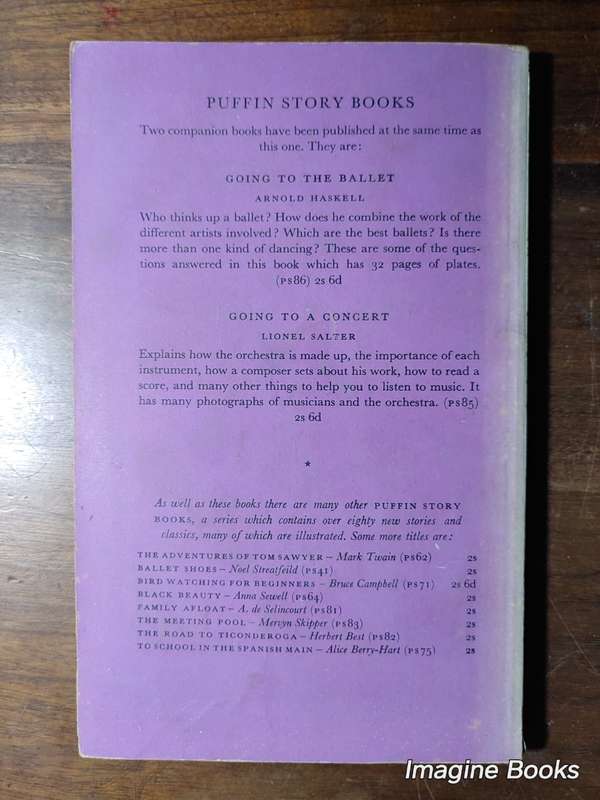 PUFFIN STORY BOOKS
Two companion books have been published at the same time as
this one. They are:
GOING TO THE BALLET
ARNOLD HASKELL
Who thinks up a ballet? How does he combine the work of the
different artists involved? Which are the best ballets? Is there
more than one kind of dancing? These are some of the ques-
tions answered in this book which has 32 pages of plates.
(PS86) 2s 6d
GOING TO A CONCERT
LIONEL SALTER
Explains how the orchestra is made up, the importance of each
instrument, how a composer sets about his work, how to read a
score, and many other things to help you to listen to music. It
has many photographs of musicians and the orchestra. (PS85)
2s 6d
*
As well as these books there are many other PUFFIN STORY
BOOKS, a series which contains over eighty new stories and
classics, many of which are illustrated. Some more titles are:
THE ADVENTURES OF TOM SAWYER – Mark Twain (PS62) 2s
BALLET SHOES – Noel Streatfeild (PS41) 2s
BIRD WATCHING FOR BEGINNERS – Bruce Campbell (PS71) 2s 6d
BLACK BEAUTY – Anna Sewell (PS64) 2s
FAMILY AFLOAT – A. de Selincourt (PS81) 2s
THE MEETING POOL – Mervyn Skipper (PS83) 2s
THE ROAD TO TICONDEROGA – Herbert Best (PS82) 2s
TO SCHOOL IN THE SPANISH MAIN – Alice Berry-Hart (PS75) 2s
Imagine Books